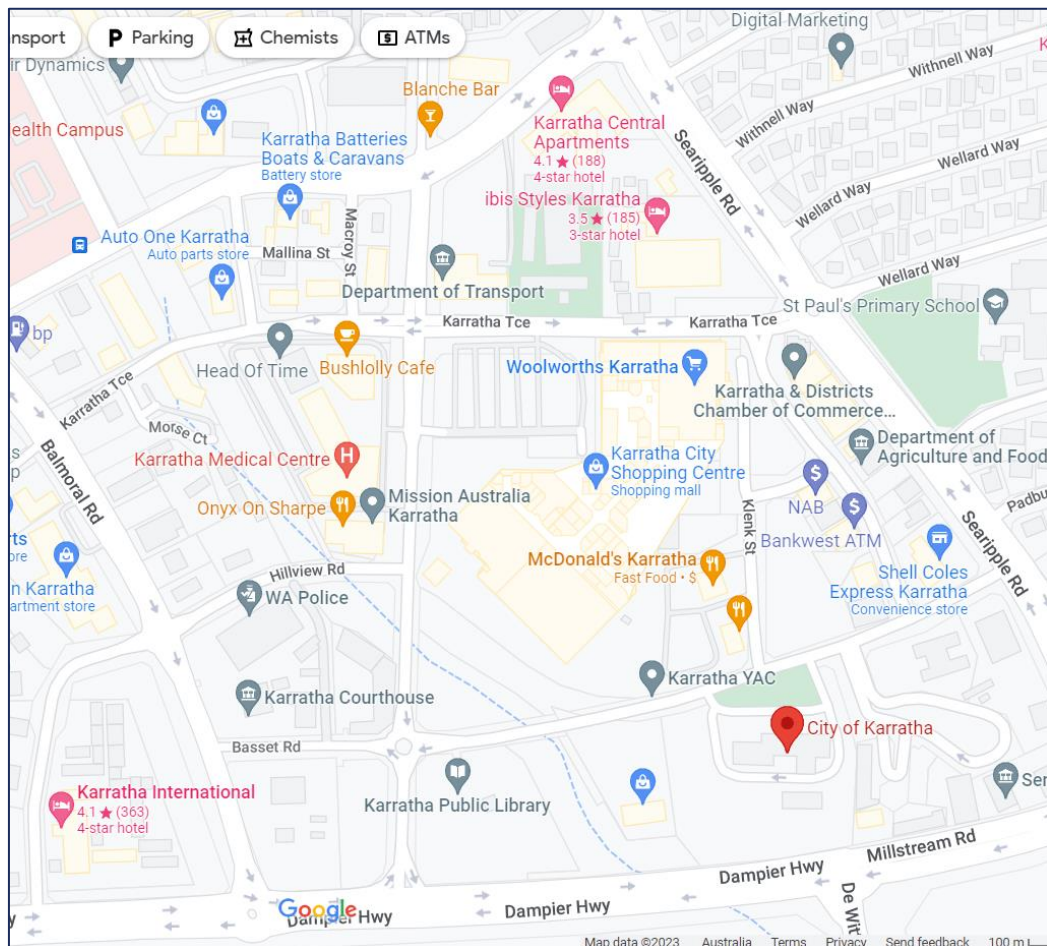 nsport
Parking
Chemists
ATMs
Digital Marketing
ir Dynamics
Withnell Way
Blanche Bar
ealth Campus
Karratha Batteries
Boats & Caravans
Battery store
Karratha Central
Apartments
4.1 ★ (188)
4-star hotel
Searipple Rd
Withnell Way
Wellard Way
ibis Styles Karratha
3.5 ★ (185)
3-star hotel
Wellard Way
Auto One Karratha
Auto parts store
Mallina St
Macroy St
Department of Transport
Wellard Way
St Paul's Primary School
bp
Karratha Tce
Karratha Tce
Head Of Time
Bushlolly Cafe
Woolworths Karratha
Karratha & Districts
Chamber of Commerce...
Karratha Tce
Morse Ct
Balmoral Rd
Karratha Medical Centre
Karratha City
Shopping Centre
Shopping mall
Department of
Agriculture and Food
Onyx On Sharpe
Mission Australia
Karratha
NAB
Klenk St
Bankwest ATM
Searipple Rd
Padbu
rts
ore
n Karratha
partment store
Hillview Rd
WA Police
McDonald's Karratha
Fast Food • $
Shell Coles
Express Karratha
Convenience store
Karratha Courthouse
Karratha YAC
City of Karratha
Basset Rd
Karratha International
4.1 ★ (363)
4-star hotel
Karratha Public Library
Ser
Millstream Rd
Dampier Hwy
Dampier Hwy
Google
Dampier Hwy
De Wit
Map data ©2023 Australia Terms Privacy Send feedback 100 m